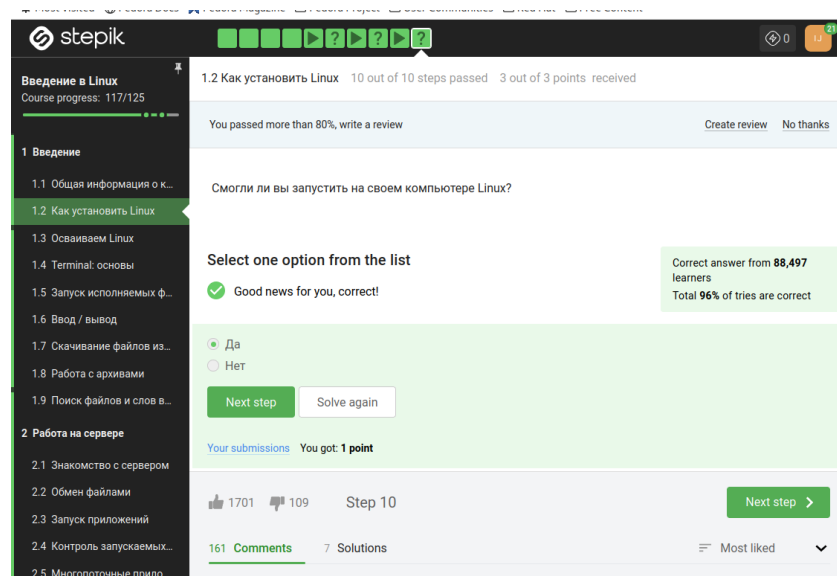 stepik
0
21
IJ
Введение в Linux
Course progress: 117/125
1 Введение
1.1 Общая информация о к...
1.2 Как установить Linux
1.3 Осваиваем Linux
1.4 Terminal: основы
1.5 Запуск исполняемых ф...
1.6 Ввод / вывод
1.7 Скачивание файлов из...
1.8 Работа с архивами
1.9 Поиск файлов и слов в...
2 Работа на сервере
2.1 Знакомство с сервером
2.2 Обмен файлами
2.3 Запуск приложений
2.4 Контроль запускаемых...
2.5 Многопоточные прило...
1.2 Как установить Linux 10 out of 10 steps passed 3 out of 3 points received
You passed more than 80%, write a review
Create review No thanks
Смогли ли вы запустить на своем компьютере Linux?
Select one option from the list
Good news for you, correct!
Correct answer from 88,497
learners
Total 96% of tries are correct
Да
Нет
Next step Solve again
Your submissions You got: 1 point
1701 109 Step 10
Next step
161 Comments 7 Solutions
Most liked